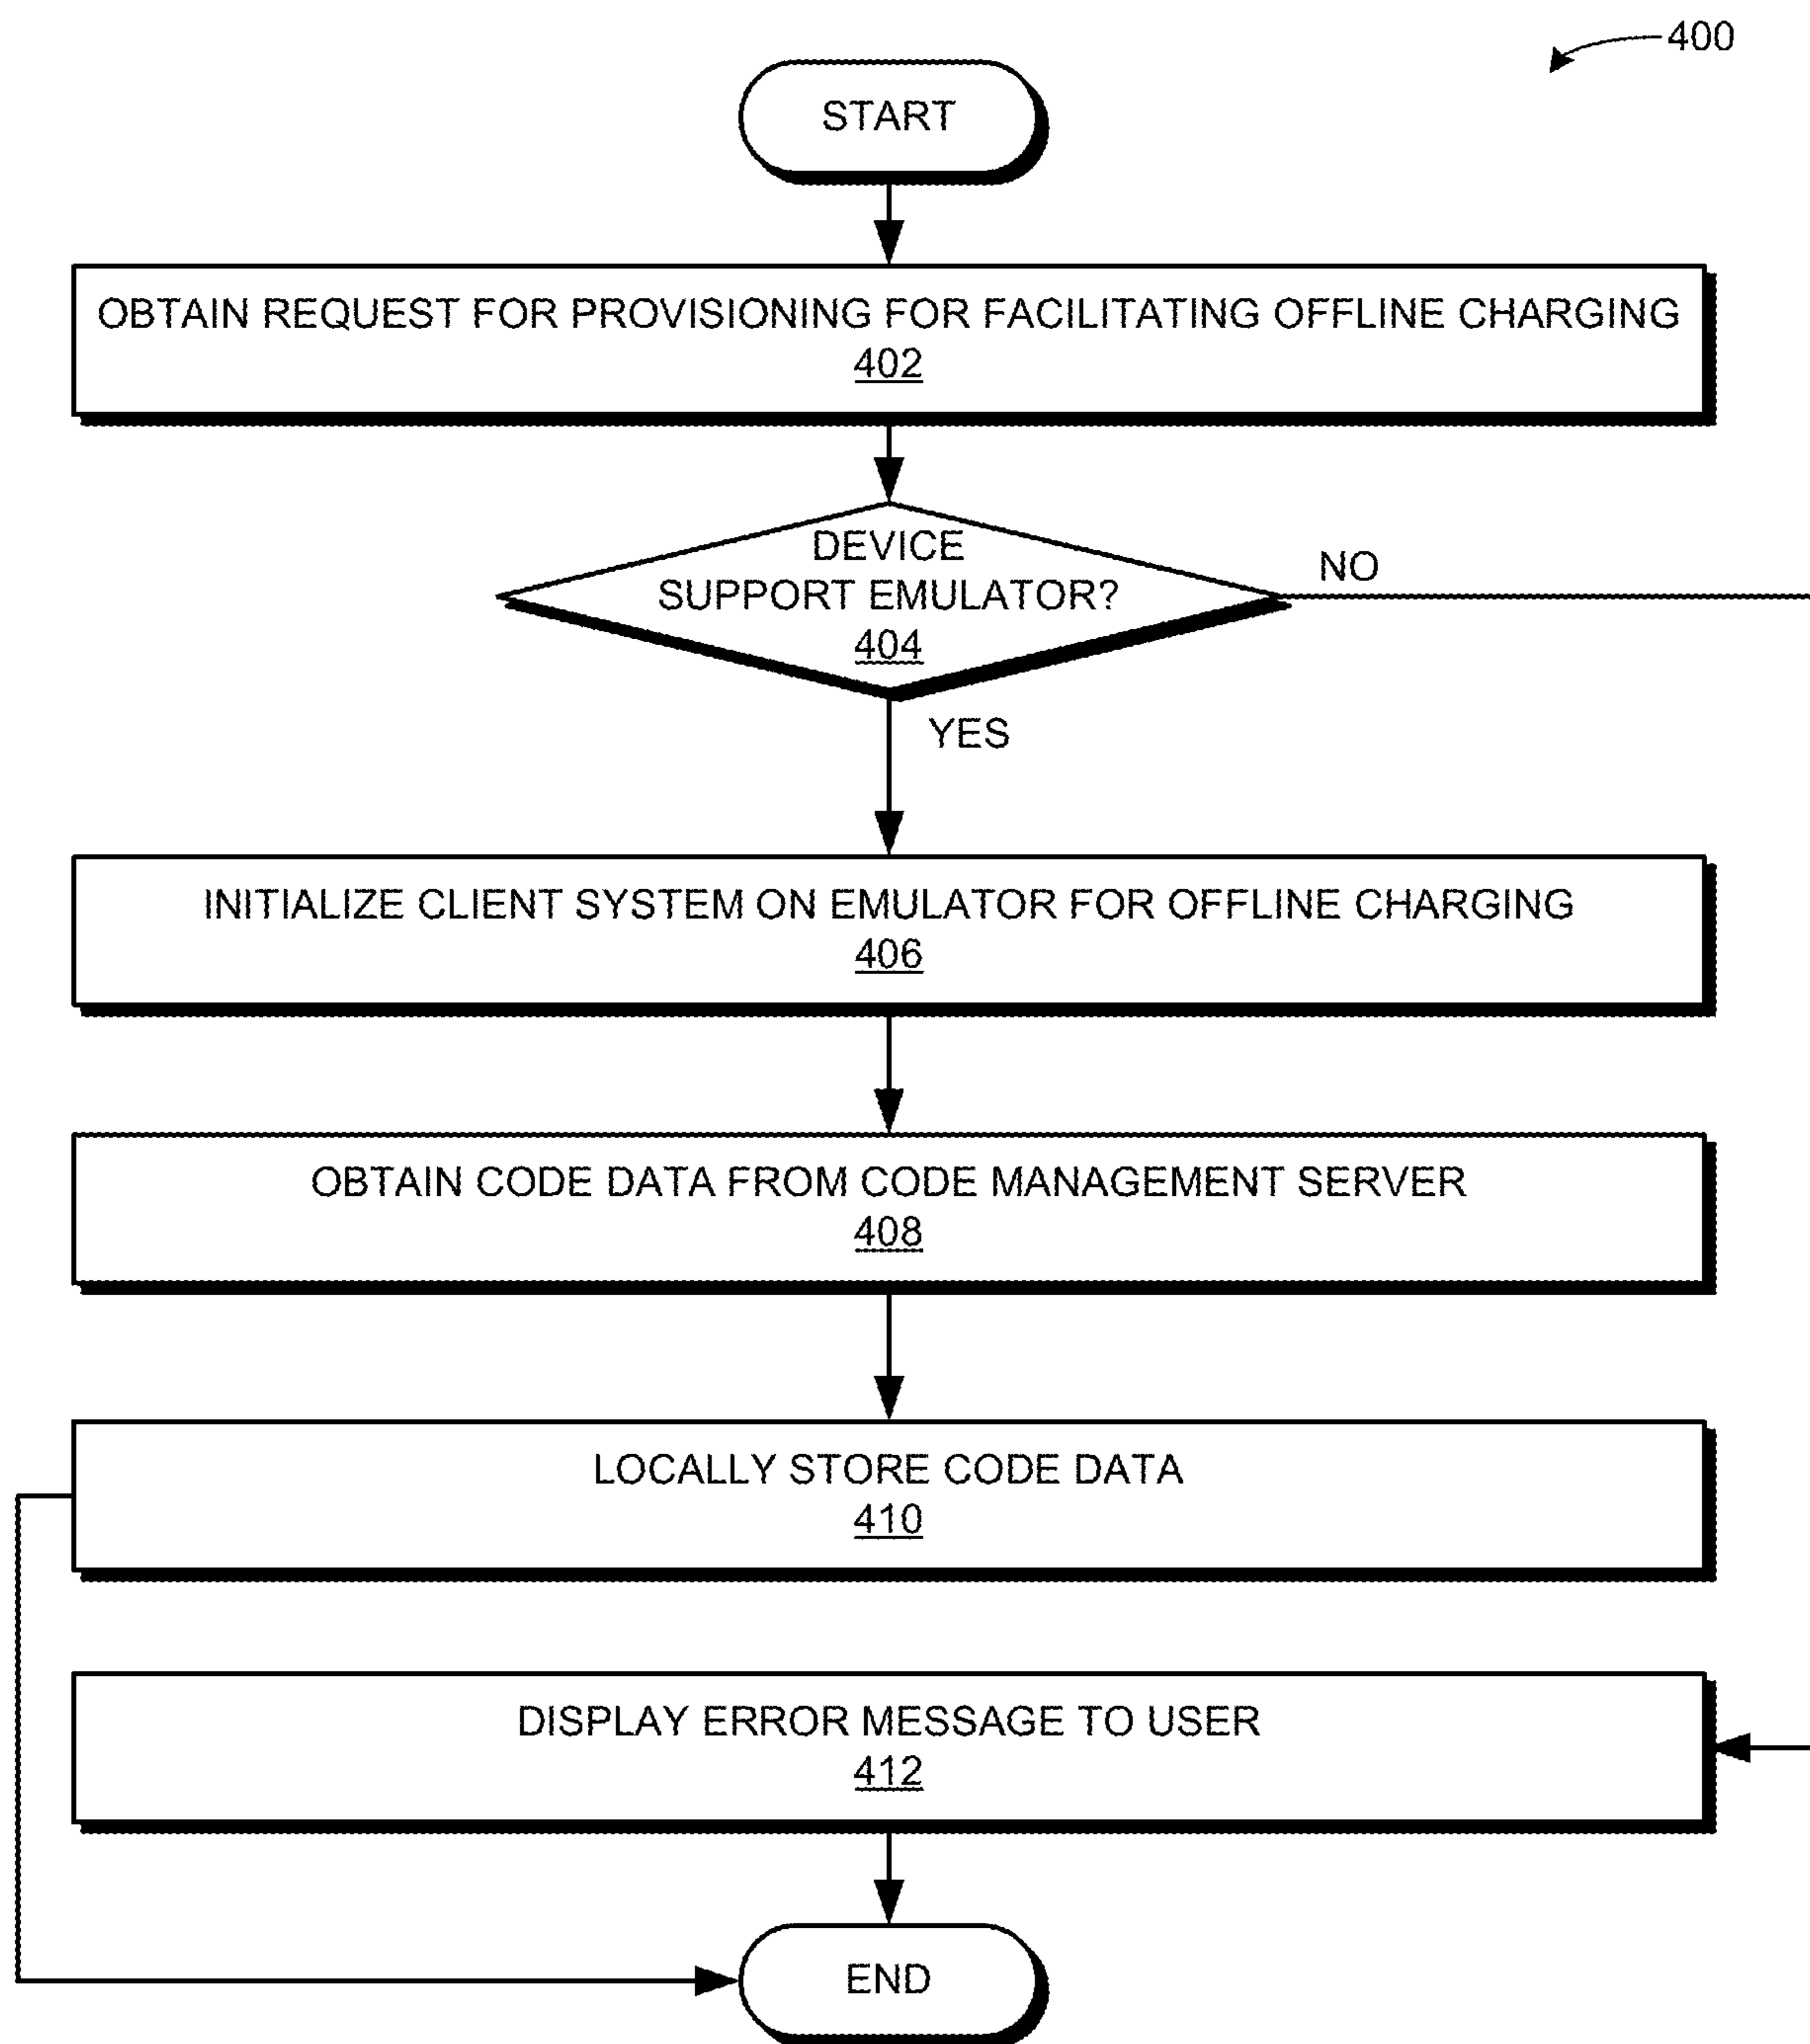 400
START
OBTAIN REQUEST FOR PROVISIONING FOR FACILITATING OFFLINE CHARGING
402
DEVICE
SUPPORT EMULATOR?
404
NO
YES
INITIALIZE CLIENT SYSTEM ON EMULATOR FOR OFFLINE CHARGING
406
OBTAIN CODE DATA FROM CODE MANAGEMENT SERVER
408
LOCALLY STORE CODE DATA
410
DISPLAY ERROR MESSAGE TO USER
412
END